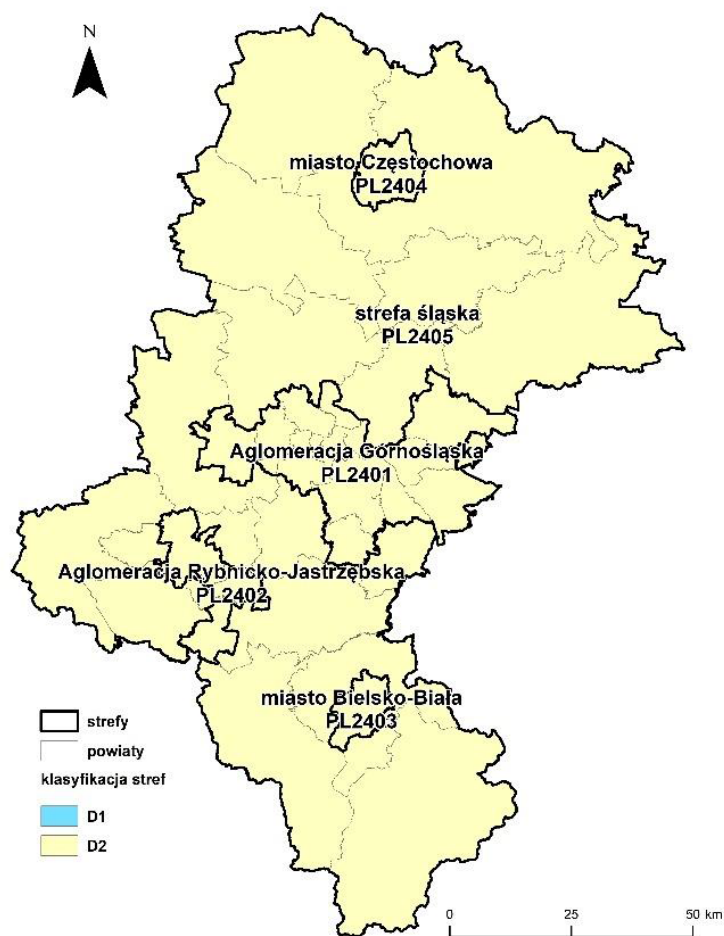 N
miasto Częstochowa
PL2404
strefa śląska
PL2405
Aglomeracja Górnośląska
PL2401
Aglomeracja Rybnicko-Jastrzębska
PL2402
miasto Bielsko-Biała
PL2403
strefy
powiaty
klasyfikacja stref
D1
D2
0 25 50 km